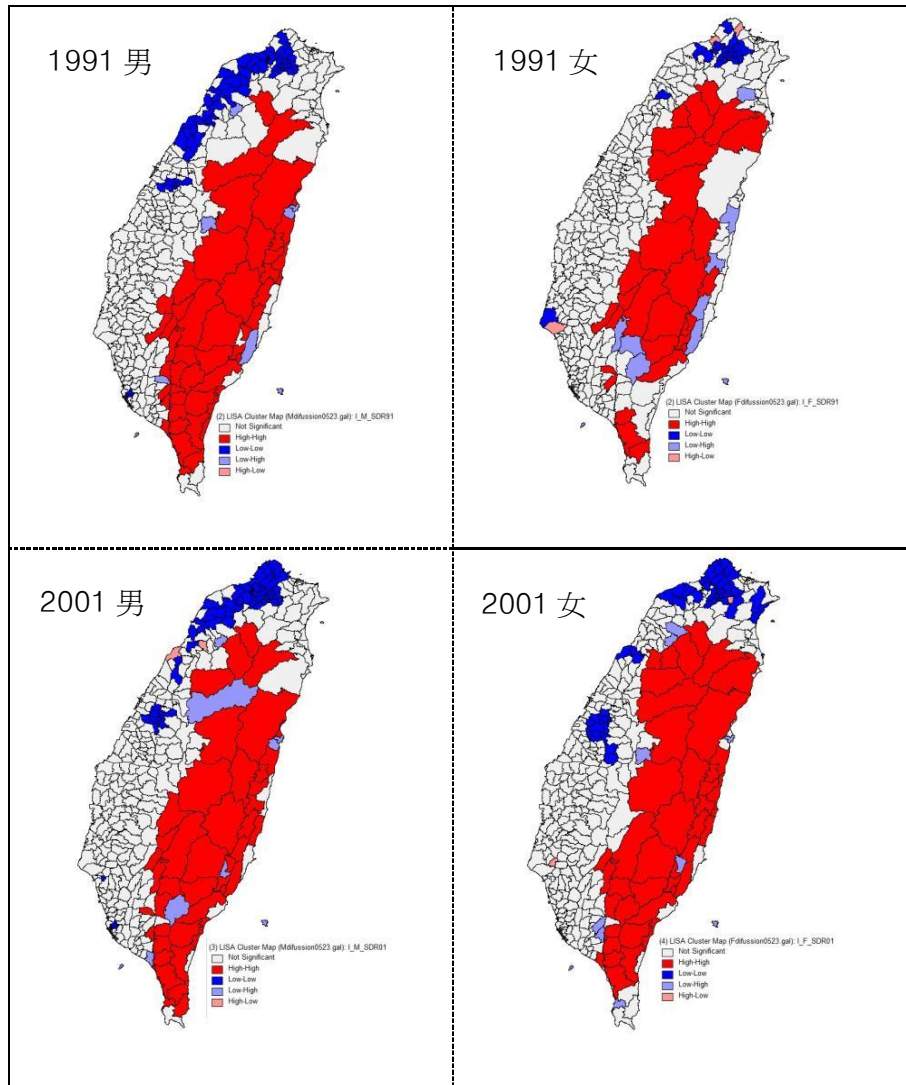 1991 男
(2) LISA Cluster Map (Mdifussion0523.gal): I_M_SDR91
Not Significant
High-High
Low-Low
Low-High
High-Low
1991 女
(2) LISA Cluster Map (Fdifussion0523.gal): I_F_SDR91
Not Significant
High-High
Low-Low
Low-High
High-Low
2001 男
(3) LISA Cluster Map (Mdifussion0523.gal): I_M_SDR01
Not Significant
High-High
Low-Low
Low-High
High-Low
2001 女
(4) LISA Cluster Map (Fdifussion0523.gal): I_F_SDR01
Not Significant
High-High
Low-Low
Low-High
High-Low